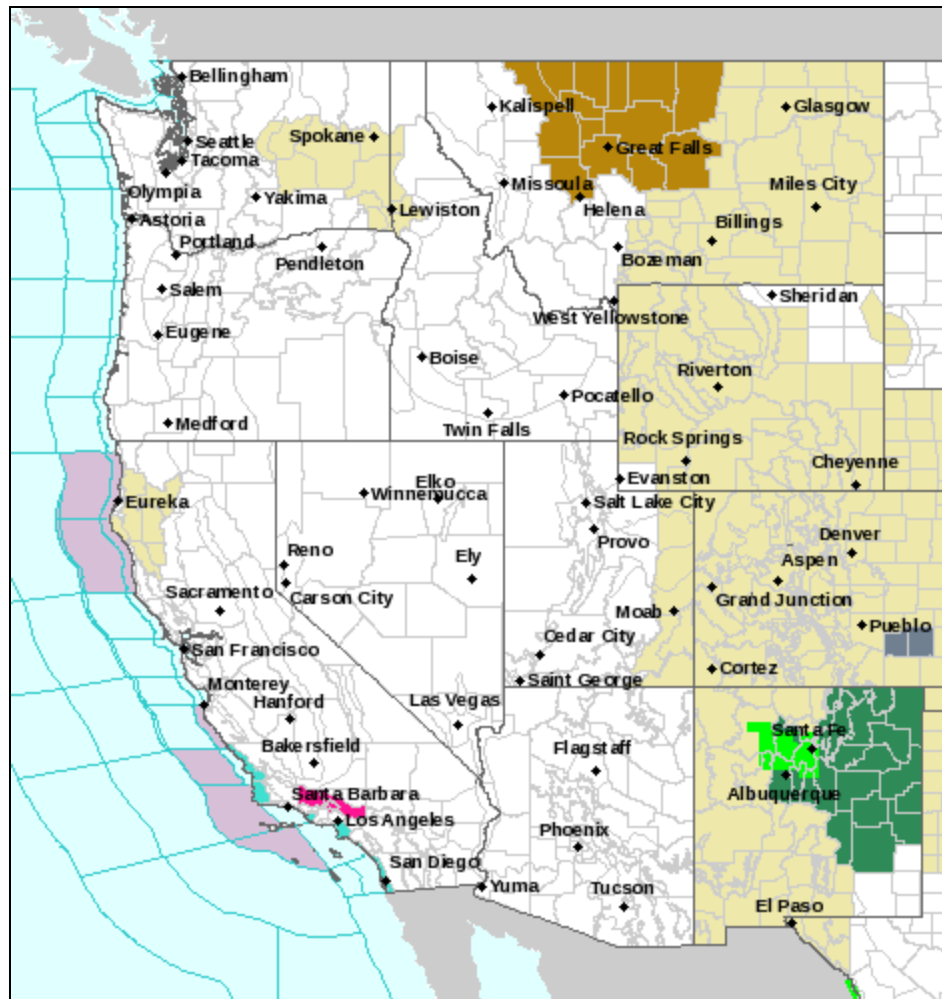 Bellingham
Kalispell
Glasgow
Spokane
Seattle
Great Falls
Tacoma
Missoula
Miles City
Olympia
Yakima
Lewiston
Helena
Astoria
Billings
Portland
Pendleton
Bozeman
Salem
Sheridan
West Yellowstone
Eugene
Boise
Riverton
Pocatello
Medford
Twin Falls
Rock Springs
Cheyenne
Evanston
Elko
Winnemucca
Eureka
Salt Lake City
Denver
Provo
Reno
Ely
Aspen
Sacramento
Carson City
Grand Junction
Moab
Pueblo
Cedar City
San Francisco
Cortez
Saint George
Monterey
Hanford
Las Vegas
Santa Fe
Bakersfield
Flagstaff
Santa Barbara
Albuquerque
Los Angeles
Phoenix
San Diego
Yuma
Tucson
El Paso